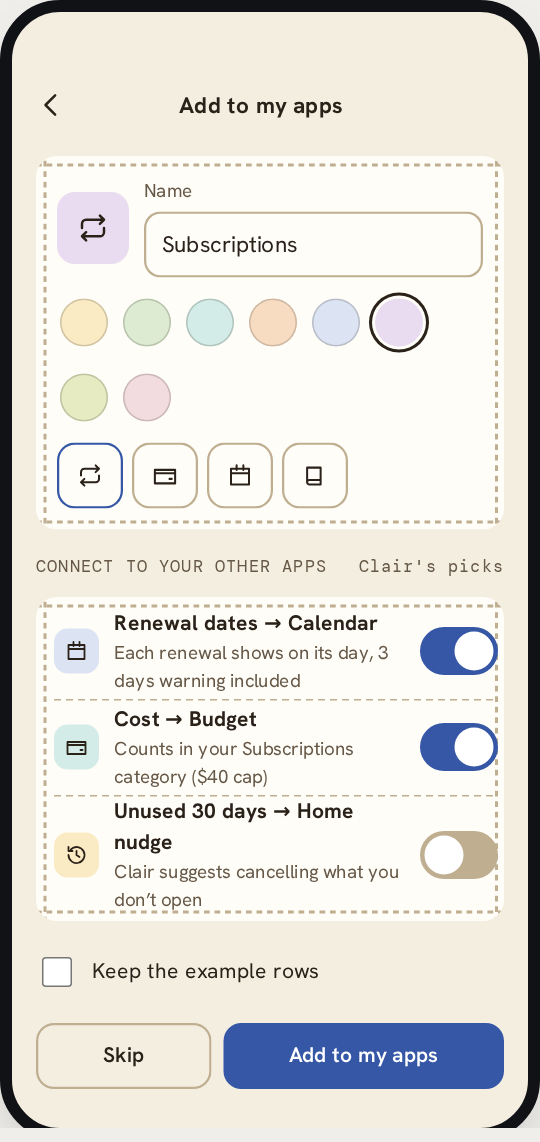 Add to my apps
Name
Subscriptions
CONNECT TO YOUR OTHER APPS Clair's picks
Renewal dates → Calendar
Each renewal shows on its day, 3
days warning included
Cost → Budget
Counts in your Subscriptions
category ($40 cap)
Unused 30 days → Home
nudge
Clair suggests cancelling what you
don’t open
Keep the example rows
Skip Add to my apps